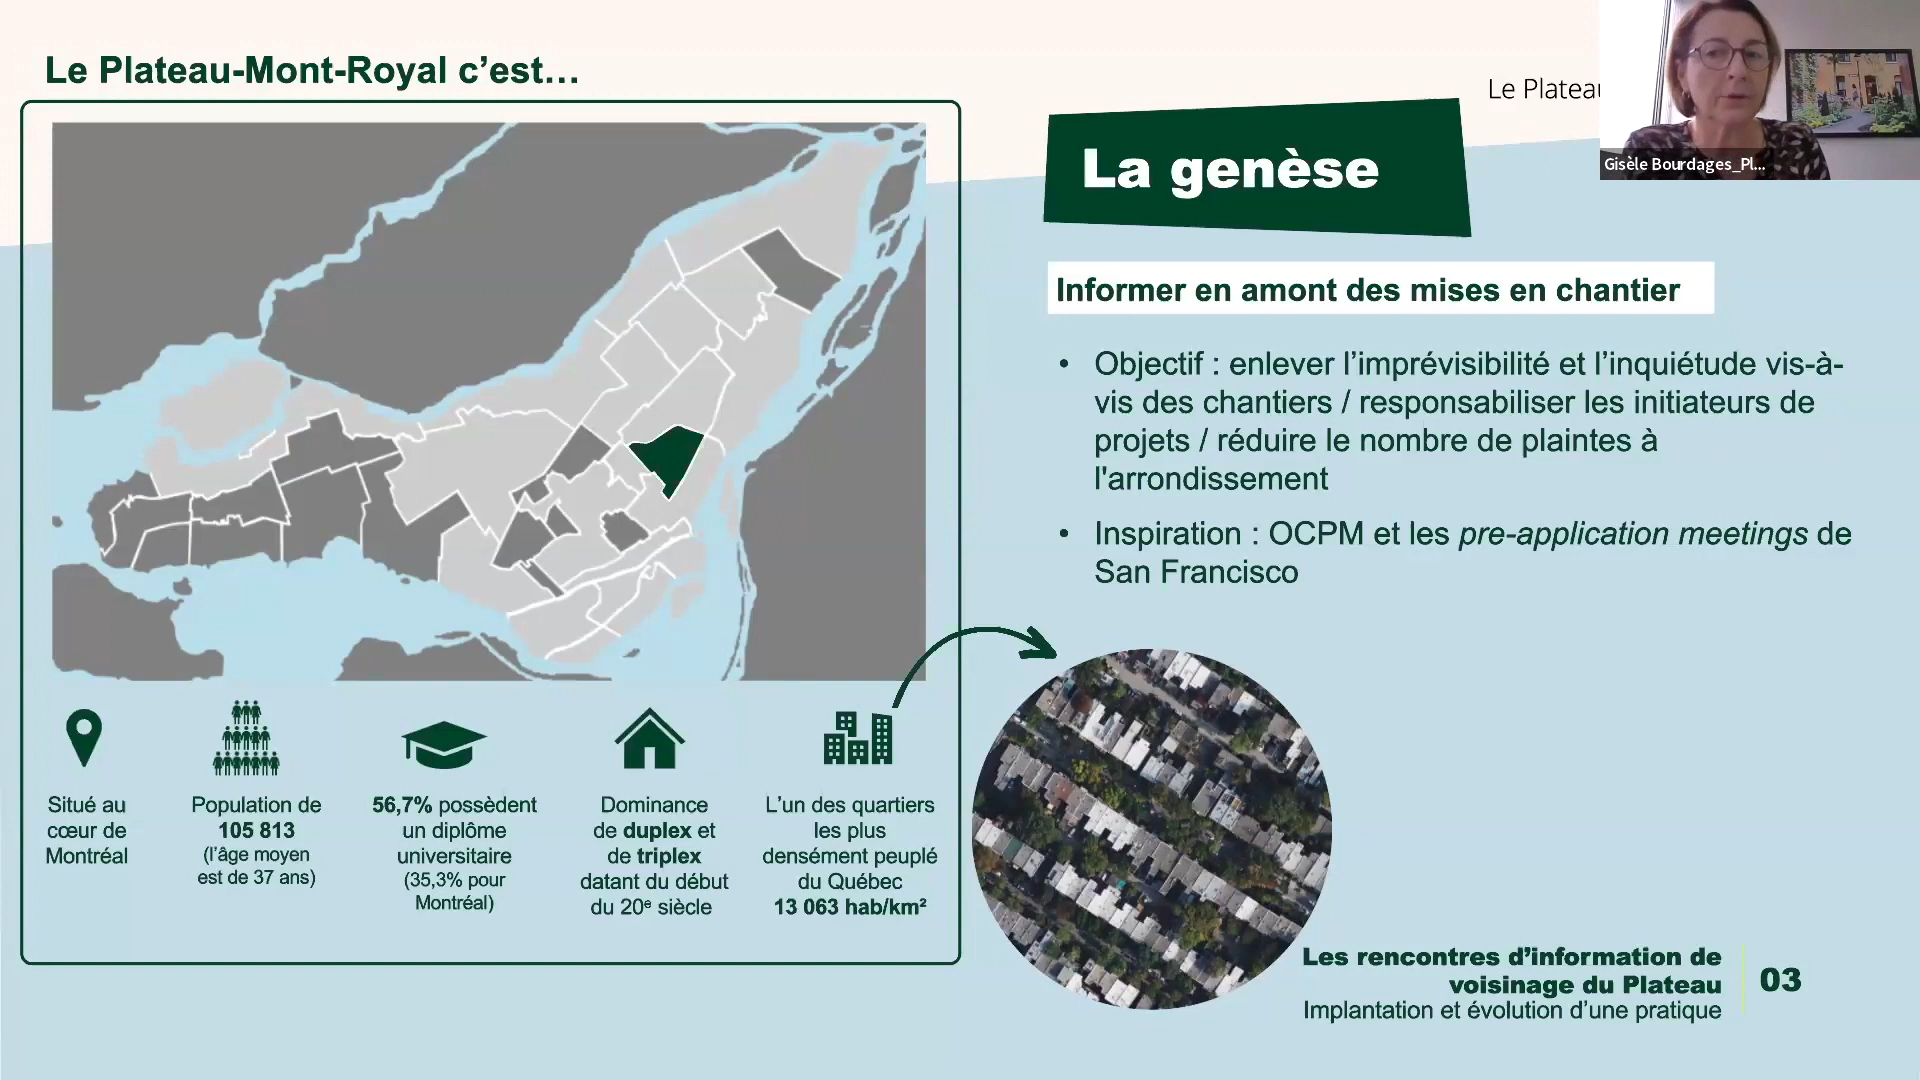 Le Plateau-Mont-Royal c’est…
Situé au
cœur de
Montréal
Population de
105 813
(l’âge moyen
est de 37 ans)
56,7% possèdent
un diplôme
universitaire
(35,3% pour
Montréal)
Dominance
de duplex et
de triplex
datant du début
du 20e siècle
L’un des quartiers
les plus
densément peuplé
du Québec
13 063 hab/km²
Le Plateau
La genèse
Informer en amont des mises en chantier
• Objectif : enlever l’imprévisibilité et l’inquiétude vis-à-
vis des chantiers / responsabiliser les initiateurs de
projets / réduire le nombre de plaintes à
l'arrondissement
• Inspiration : OCPM et les pre-application meetings de
San Francisco
Gisèle Bourdages_Pl...
Les rencontres d’information de
voisinage du Plateau
Implantation et évolution d’une pratique
03